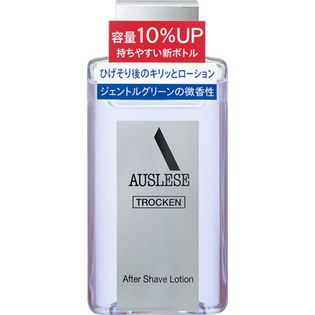 容量10%UP
持ちやすい新ボトル
ひげそり後のキリッとローション
ジェントルグリーンの微香性
AUSLESE
TROCKEN
After Shave Lotion